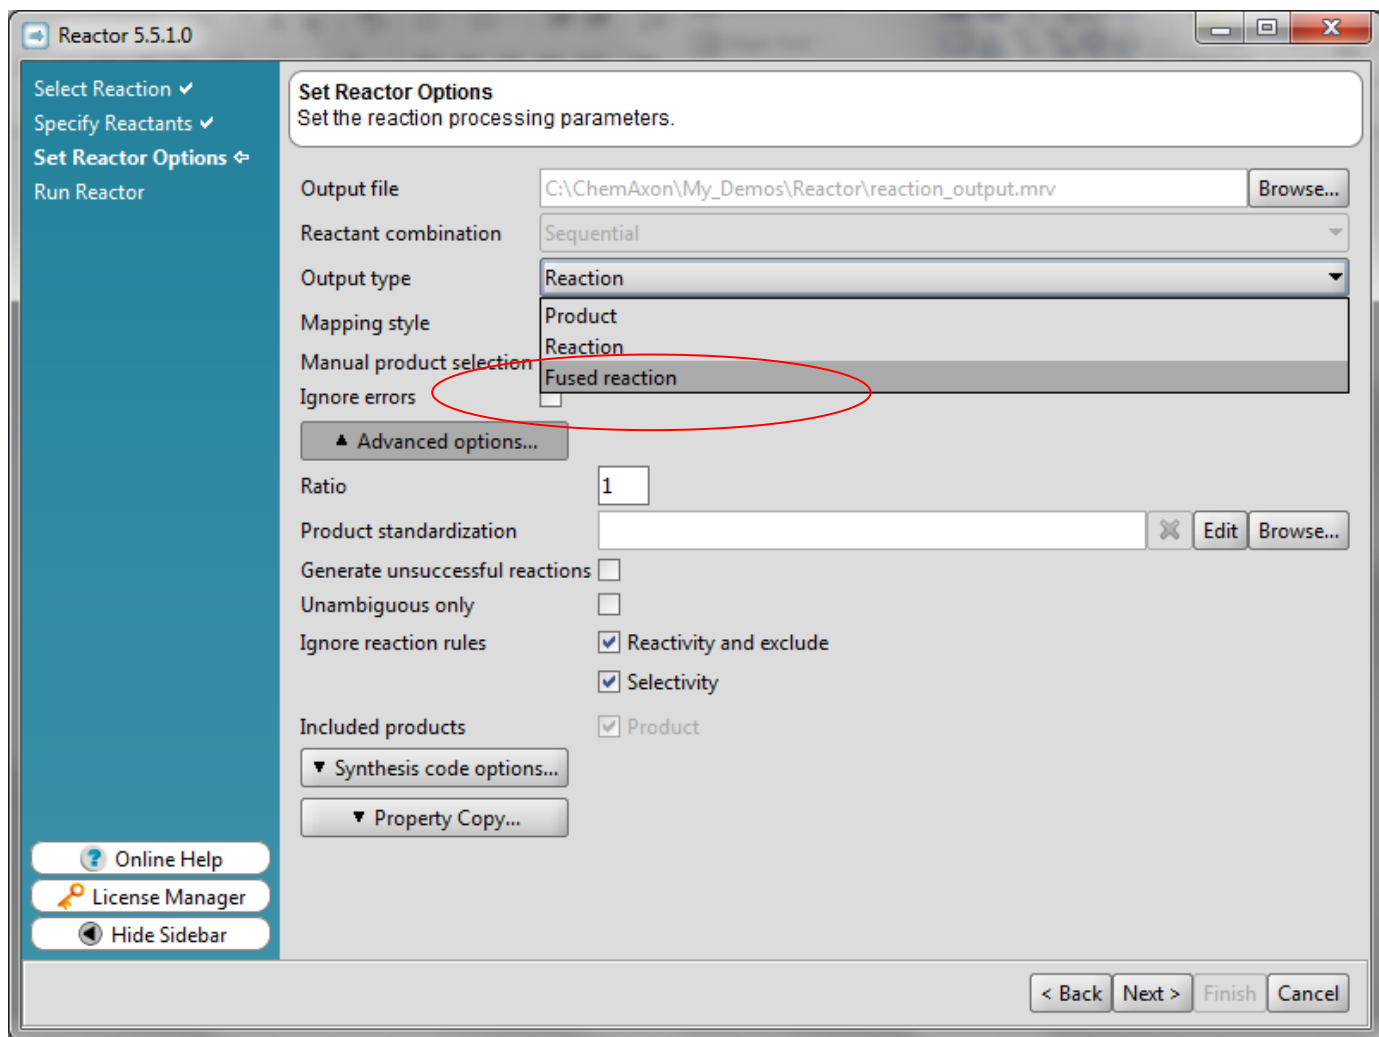 Reactor 5.5.1.0
Select Reaction
Specify Reactants
Set Reactor Options
Run Reactor
Set Reactor Options
Set the reaction processing parameters.
Output file C:\ChemAxon\My_Demos\Reactor\reaction_output.mrv Browse...
Reactant combination Sequential
Output type Reaction
Product
Mapping style
Reaction
Manual product selection
Fused reaction
Ignore errors
Advanced options...
Ratio 1
Product standardization Edit Browse...
Generate unsuccessful reactions
Unambiguous only
Ignore reaction rules Reactivity and exclude
Selectivity
Included products Product
Synthesis code options...
Property Copy...
Online Help
License Manager
Hide Sidebar
< Back Next > Finish Cancel